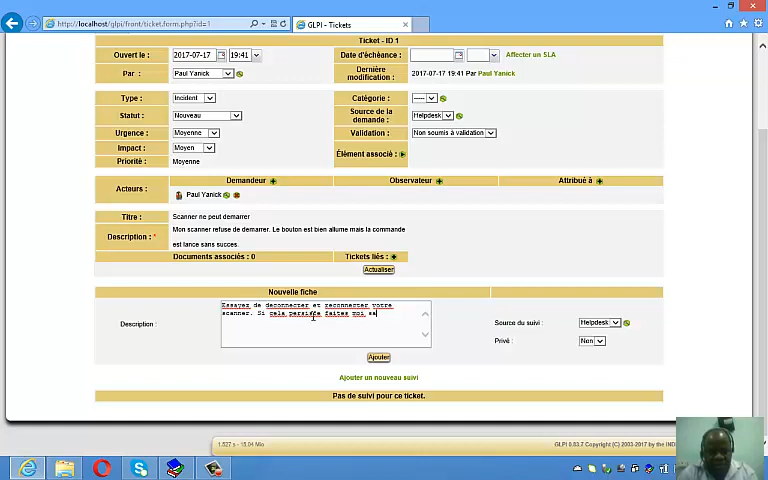 http://localhost/glpi/front/ticket.form.php?id=1
GLPI - Tickets
Ticket - ID 1
Ouvert le : 2017-07-17 19:41 Date d'échéance : Affecter un SLA
Par : Paul Yanick Dernière modification : 2017-07-17 19:41 Par Paul Yanick
Type : Incident Catégorie : -----
Statut : Nouveau Source de la demande : Helpdesk
Urgence : Moyenne Validation : Non soumis à validation
Impact : Moyen Élément associé :
Priorité : Moyenne
Acteurs : Demandeur Observateur Attribué à
Paul Yanick
Titre : Scanner ne peut demarrer
Description : * Mon scanner refuse de demarrer. Le bouton est bien allume mais la commande
est lance sans succes.
Documents associés : 0 Tickets liés :
Actualiser
Nouvelle fiche
Description :
Essayez de deconnecter et reconnecter votre
scanner. Si cela persiste faites moi sa
Source du suivi : Helpdesk
Privé : Non
Ajouter
Ajouter un nouveau suivi
Pas de suivi pour ce ticket.
1.527 s - 15.04 Mio
GLPI 0.83.7 Copyright (C) 2003-2017 by the IND